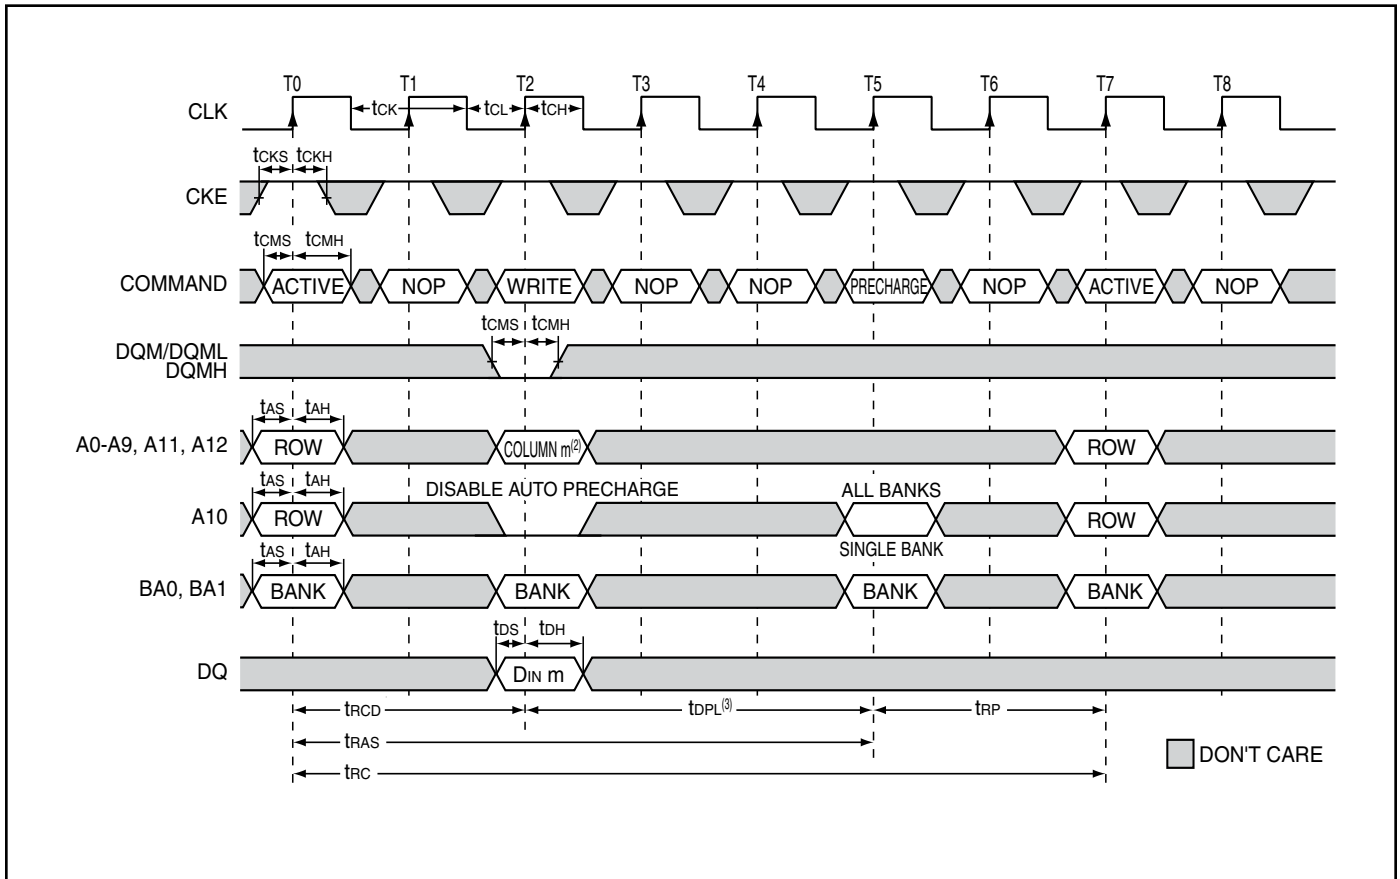 T0 T1 T2 T3 T4 T5 T6 T7 T8
CLK
tCK tCL tCH
tCKS tCKH
CKE
tCMS tCMH
COMMAND ACTIVE NOP WRITE NOP NOP PRECHARGE NOP ACTIVE NOP
tCMS tCMH
DQM/DQML
DQMH
tAS tAH
A0-A9, A11, A12 ROW COLUMN m(2) ROW
tAS tAH DISABLE AUTO PRECHARGE ALL BANKS
A10 ROW ROW
tAS tAH SINGLE BANK
BA0, BA1 BANK BANK BANK BANK
tDS tDH
DQ DIN m
tRCD tDPL(3) tRP
tRAS
tRC
DON'T CARE